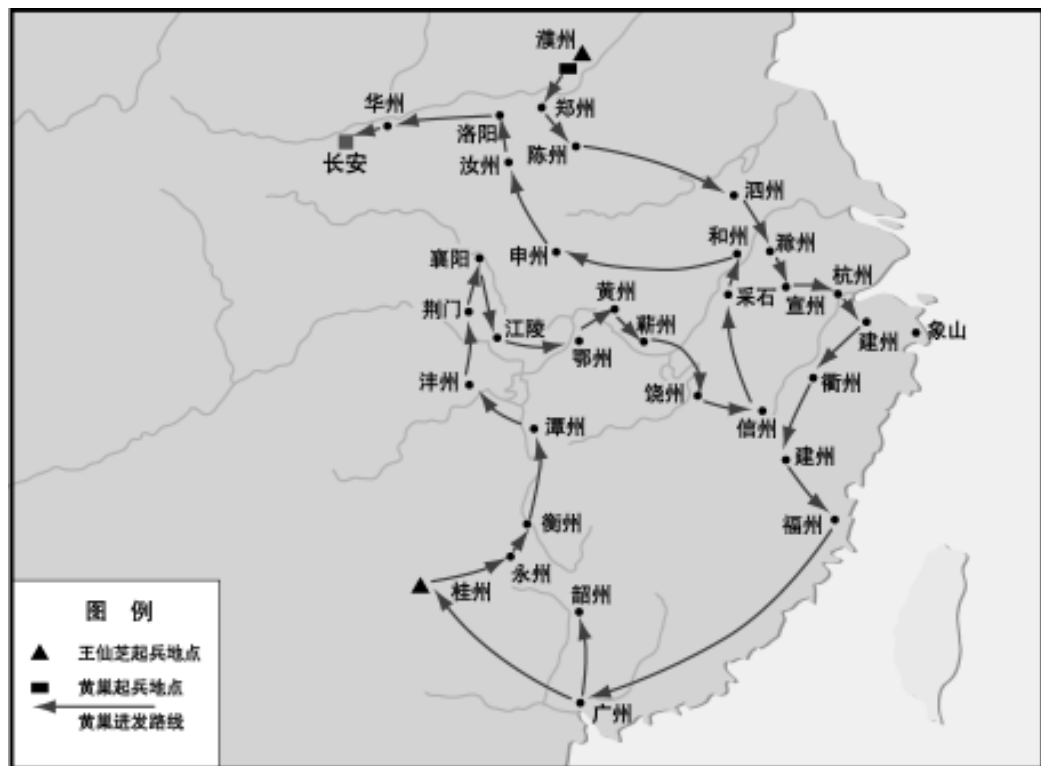 濮州
郑州
华州
洛阳
陈州
长安
汝州
泗州
和州
滁州
申州
襄阳
杭州
宣州
采石
黄州
荆门
江陵
蕲州
鄂州
建州
象山
沣州
饶州
衢州
信州
潭州
建州
衡州
福州
永州
桂州
韶州
广州
图 例
王仙芝起兵地点
黄巢起兵地点
黄巢进发路线